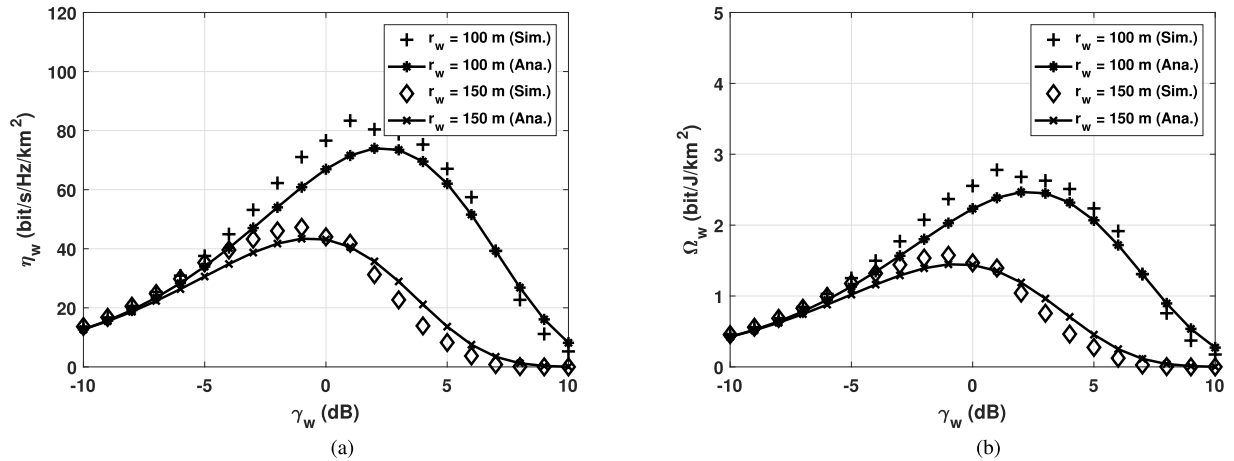 120
100
80
60
40
20
0
-10 -5 0 5 10
η_w (bit/s/Hz/km²)
γ_w (dB)
r_w = 100 m (Sim.)
r_w = 100 m (Ana.)
r_w = 150 m (Sim.)
r_w = 150 m (Ana.)
(a)
5
4
3
2
1
0
-10 -5 0 5 10
Ω_w (bit/J/km²)
γ_w (dB)
r_w = 100 m (Sim.)
r_w = 100 m (Ana.)
r_w = 150 m (Sim.)
r_w = 150 m (Ana.)
(b)